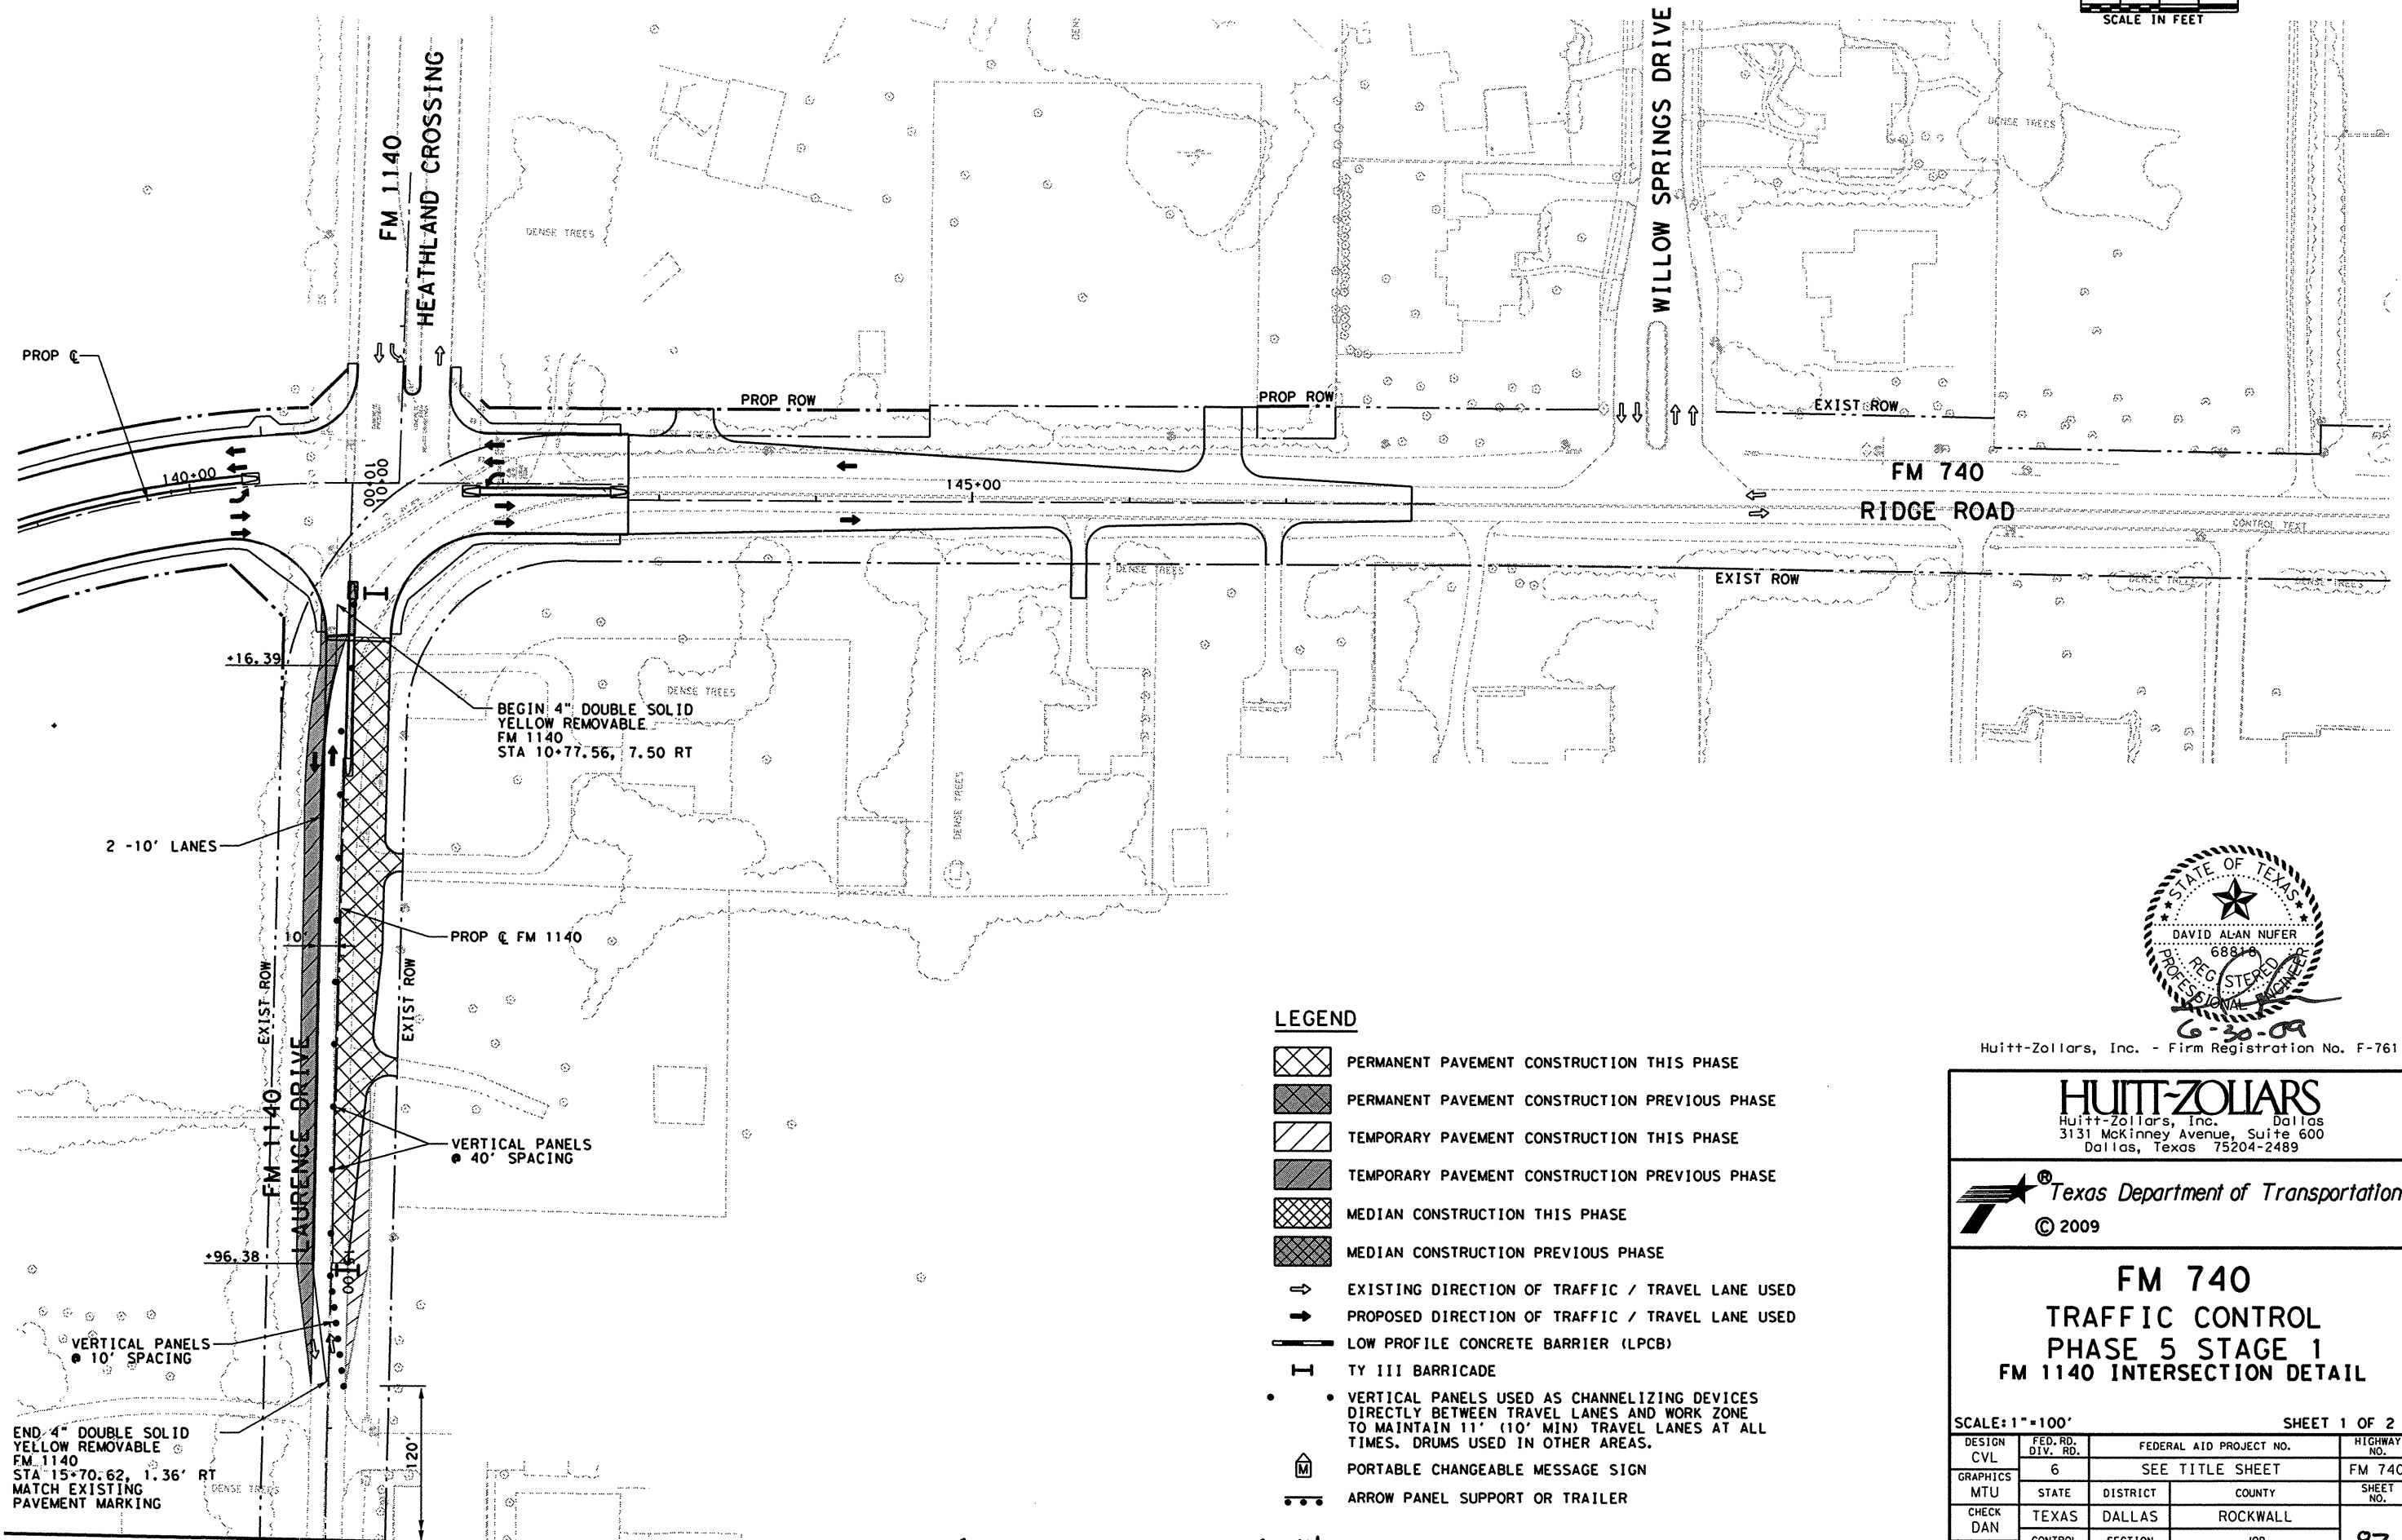 SCALE IN FEET
FM 1140
HEATHLAND CROSSING
WILLOW SPRINGS DRIVE
DENSE
DENSE TREES
DENSE TREES
PROP ℄
PROP ROW
PROP ROW
EXIST ROW
DENSE TREES
140+00
10+00
145+00
FM 740
RIDGE ROAD
CONTROL TEXT
EXIST ROW
DENSE TREES
DENSE TREES
DENSE TREES
+16.39
DENSE TREES
BEGIN 4" DOUBLE SOLID
YELLOW REMOVABLE
FM 1140
STA 10+77.56, 7.50 RT
DENSE TREES
2 -10' LANES
10'
PROP ℄ FM 1140
EXIST ROW
EXIST ROW
FM 1140
LAURENCE DRIVE
VERTICAL PANELS
@ 40' SPACING
+96.38
VERTICAL PANELS
@ 10' SPACING
END 4" DOUBLE SOLID
YELLOW REMOVABLE
FM 1140
STA 15+70.62, 1.36' RT
MATCH EXISTING
PAVEMENT MARKING
DENSE TREES
120'
LEGEND
PERMANENT PAVEMENT CONSTRUCTION THIS PHASE
PERMANENT PAVEMENT CONSTRUCTION PREVIOUS PHASE
TEMPORARY PAVEMENT CONSTRUCTION THIS PHASE
TEMPORARY PAVEMENT CONSTRUCTION PREVIOUS PHASE
MEDIAN CONSTRUCTION THIS PHASE
MEDIAN CONSTRUCTION PREVIOUS PHASE
EXISTING DIRECTION OF TRAFFIC / TRAVEL LANE USED
PROPOSED DIRECTION OF TRAFFIC / TRAVEL LANE USED
LOW PROFILE CONCRETE BARRIER (LPCB)
TY III BARRICADE
VERTICAL PANELS USED AS CHANNELIZING DEVICES
DIRECTLY BETWEEN TRAVEL LANES AND WORK ZONE
TO MAINTAIN 11' (10' MIN) TRAVEL LANES AT ALL
TIMES. DRUMS USED IN OTHER AREAS.
M PORTABLE CHANGEABLE MESSAGE SIGN
ARROW PANEL SUPPORT OR TRAILER
STATE OF TEXAS
DAVID ALAN NUFER
68818
REGISTERED
PROFESSIONAL ENGINEER
6-30-09
Huitt-Zollars, Inc. - Firm Registration No. F-761
HUITT-ZOLLARS
Huitt-Zollars, Inc. Dallas
3131 McKinney Avenue, Suite 600
Dallas, Texas 75204-2489
® Texas Department of Transportation
© 2009
FM 740
TRAFFIC CONTROL
PHASE 5 STAGE 1
FM 1140 INTERSECTION DETAIL
SCALE: 1"=100' SHEET 1 OF 2
DESIGN FED.RD. DIV. RD. FEDERAL AID PROJECT NO. HIGHWAY NO.
CVL 6 SEE TITLE SHEET FM 740
GRAPHICS MTU STATE DISTRICT COUNTY SHEET NO.
CHECK DAN TEXAS DALLAS ROCKWALL